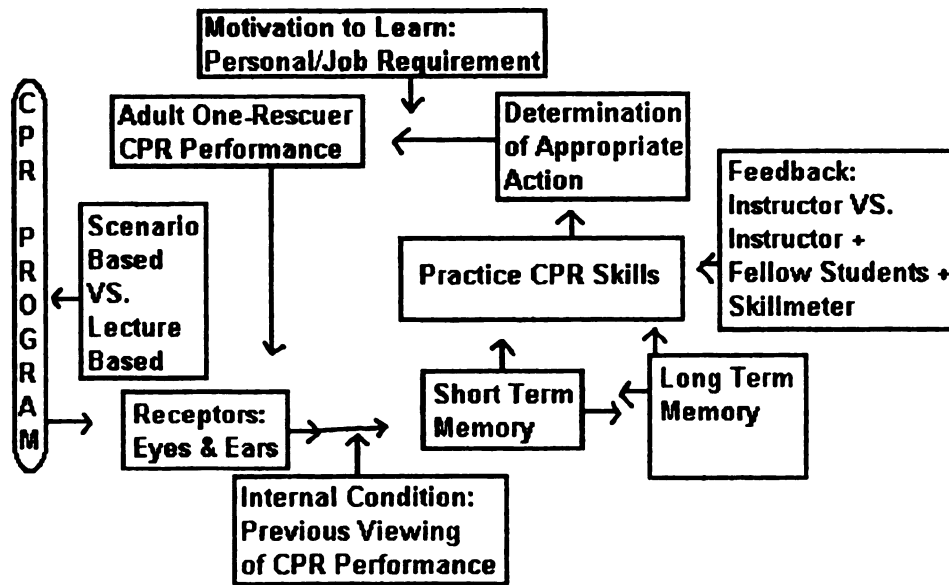 Motivation to Learn:
Personal/Job Requirement
CPR PROGRAM
Adult One-Rescuer
CPR Performance
Determination
of Appropriate
Action
Feedback:
Instructor VS.
Instructor +
Fellow Students +
Skillmeter
Scenario
Based
VS.
Lecture
Based
Practice CPR Skills
Receptors:
Eyes & Ears
Short Term
Memory
Long Term
Memory
Internal Condition:
Previous Viewing
of CPR Performance